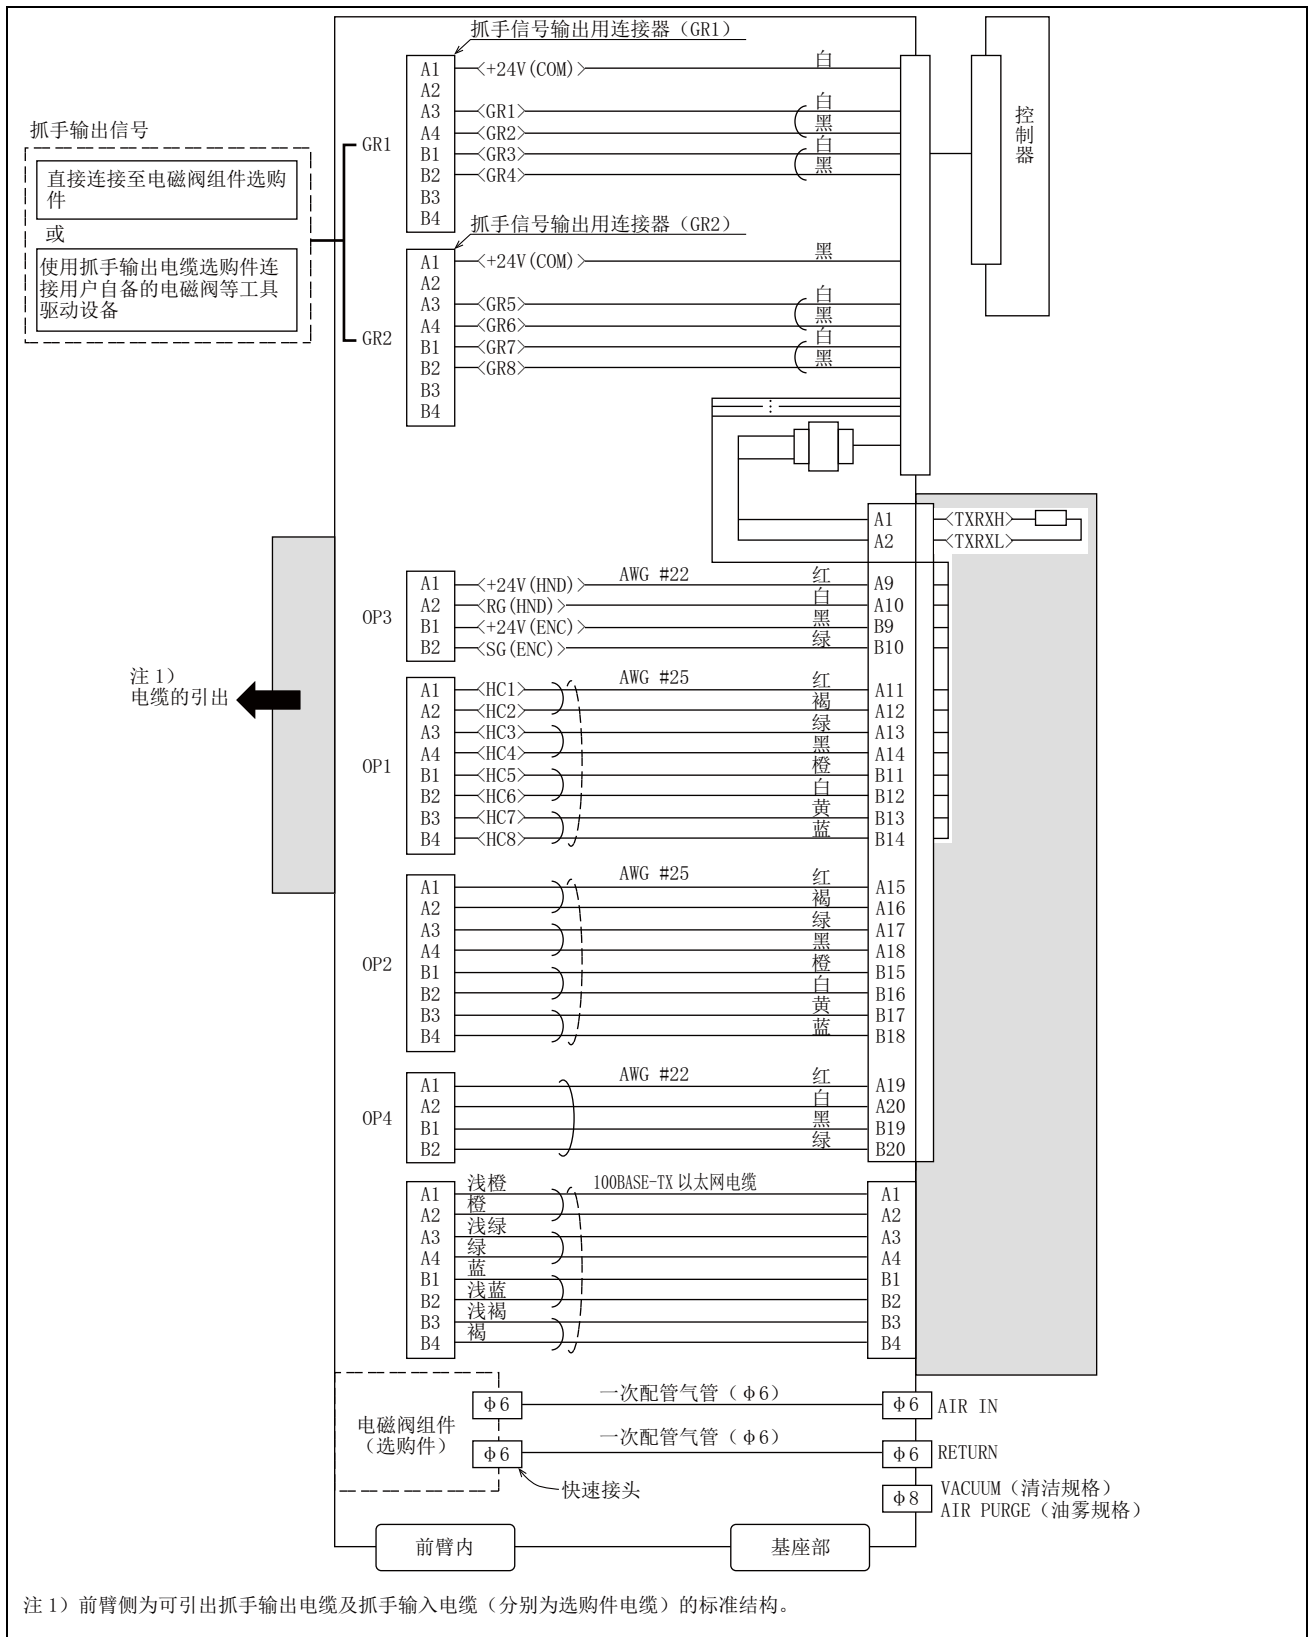 抓手信号输出用连接器（GR1）
A1 <+24V(COM)> 白
A2
A3 <GR1> 白
A4 <GR2> 黑
B1 <GR3> 白
B2 <GR4> 黑
B3
B4
GR1
控制器
抓手输出信号
直接连接至电磁阀组件选购
件
或
使用抓手输出电缆选购件连
接用户自备的电磁阀等工具
驱动设备
抓手信号输出用连接器（GR2）
A1 <+24V(COM)> 黑
A2
A3 <GR5> 白
A4 <GR6> 黑
B1 <GR7> 白
B2 <GR8> 黑
B3
B4
GR2
A1 <TXRXH>
A2 <TXRXL>
OP3
A1 <+24V(HND)> AWG #22 红 A9
A2 <RG(HND)> 白 A10
B1 <+24V(ENC)> 黑 B9
B2 <SG(ENC)> 绿 B10
注 1）
电缆的引出
OP1
A1 <HC1> AWG #25 红 A11
A2 <HC2> 褐 A12
A3 <HC3> 绿 A13
A4 <HC4> 黑 A14
B1 <HC5> 橙 B11
B2 <HC6> 白 B12
B3 <HC7> 黄 B13
B4 <HC8> 蓝 B14
OP2
A1 AWG #25 红 A15
A2 褐 A16
A3 绿 A17
A4 黑 A18
B1 橙 B15
B2 白 B16
B3 黄 B17
B4 蓝 B18
OP4
A1 AWG #22 红 A19
A2 白 A20
B1 黑 B19
B2 绿 B20
A1 浅橙 100BASE-TX 以太网电缆 A1
A2 橙 A2
A3 浅绿 A3
A4 绿 A4
B1 蓝 B1
B2 浅蓝 B2
B3 浅褐 B3
B4 褐 B4
电磁阀组件
（选购件）
φ6 一次配管气管（φ6） φ6 AIR IN
φ6 一次配管气管（φ6） φ6 RETURN
快速接头
φ8 VACUUM（清洁规格）
AIR PURGE（油雾规格）
前臂内
基座部
注 1）前臂侧为可引出抓手输出电缆及抓手输入电缆（分别为选购件电缆）的标准结构。